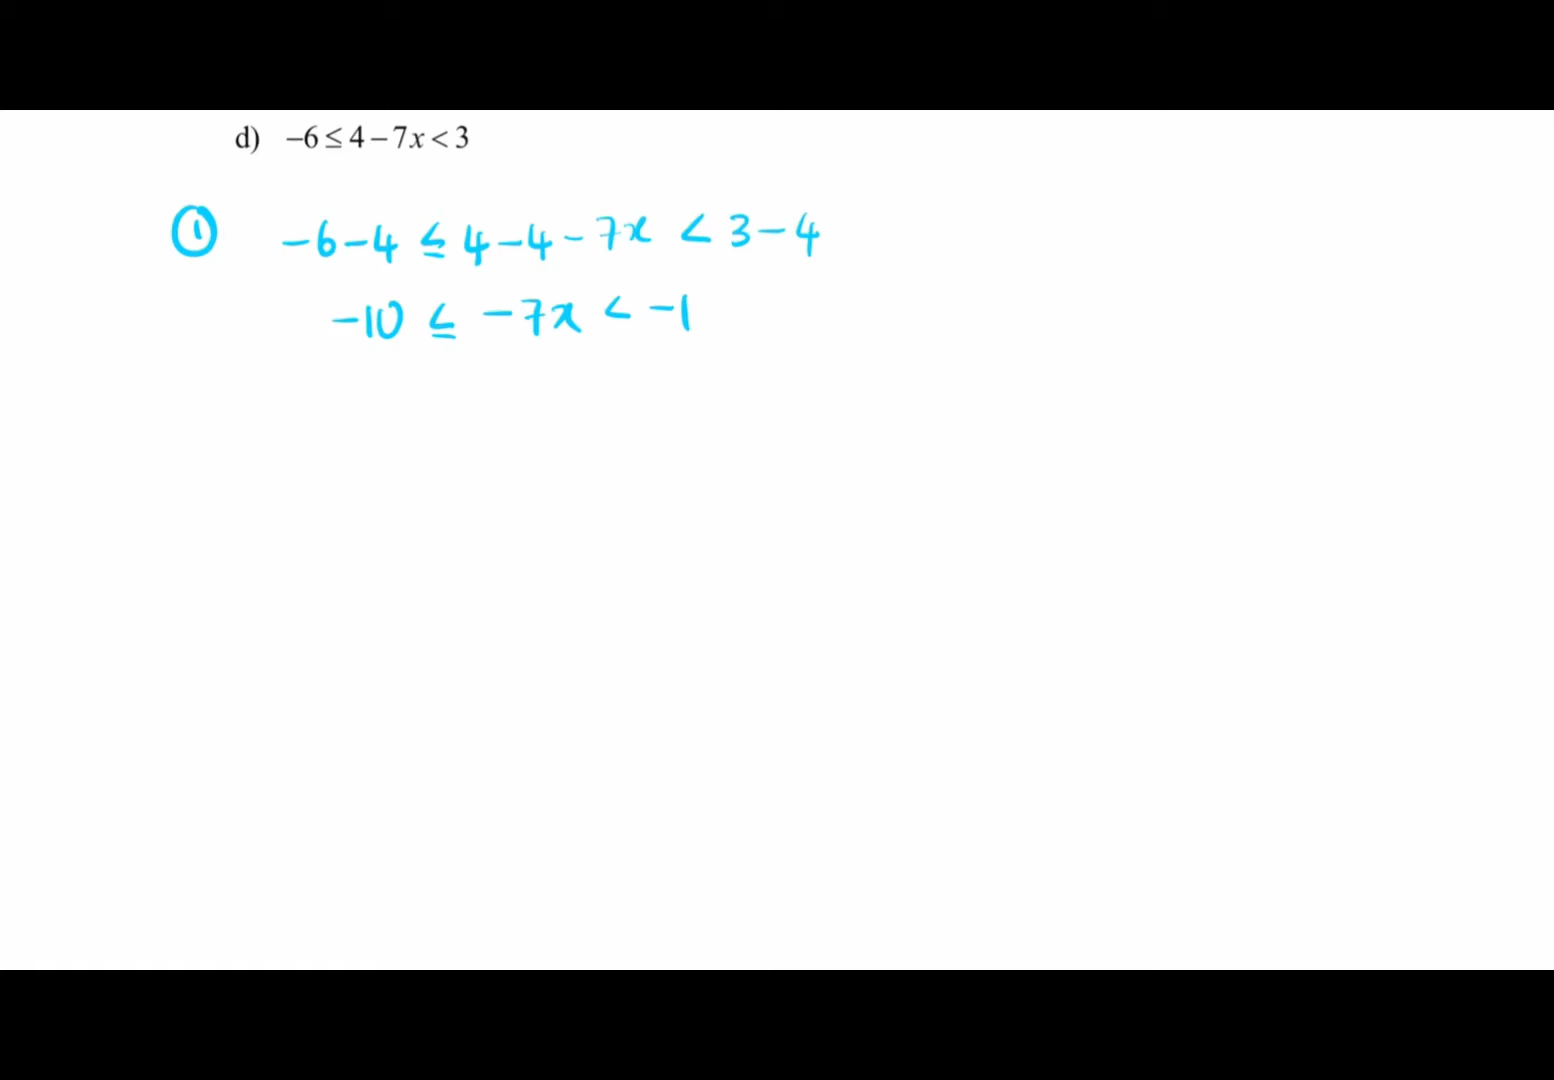 d) −6 ≤ 4 − 7x < 3
① −6−4 ≤ 4−4−7x < 3−4
−10 ≤ −7x < −1